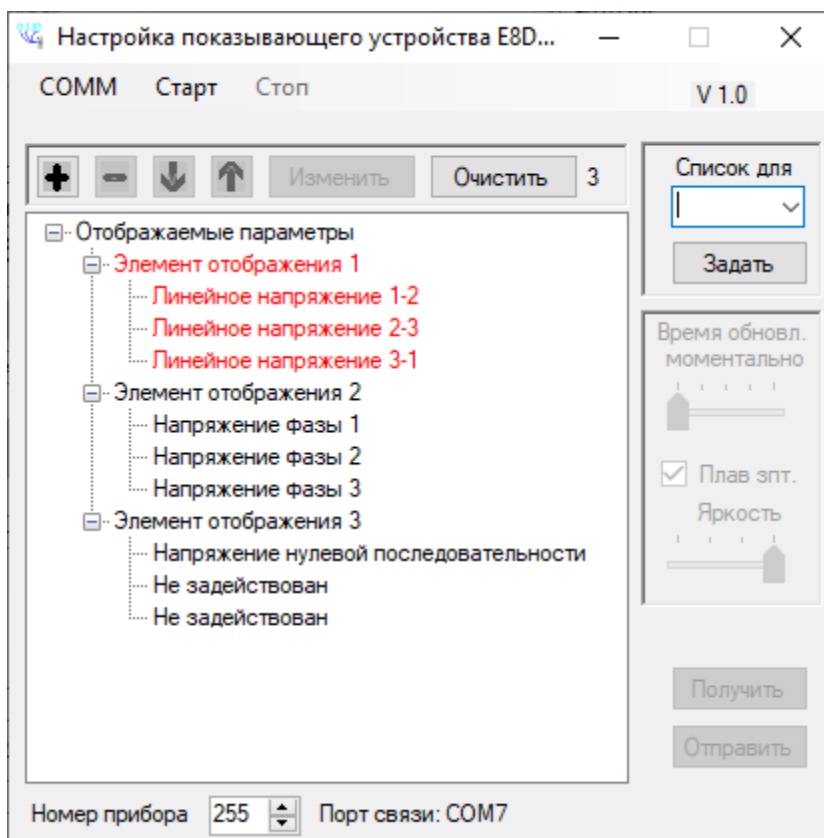 Настройка показывающего устройства E8D...
COMM Старт Стоп V 1.0
Изменить Очистить 3
Список для
Задать
Отображаемые параметры
Элемент отображения 1
Линейное напряжение 1-2
Линейное напряжение 2-3
Линейное напряжение 3-1
Элемент отображения 2
Напряжение фазы 1
Напряжение фазы 2
Напряжение фазы 3
Элемент отображения 3
Напряжение нулевой последовательности
Не задействован
Не задействован
Время обновл.
моментально
Плав зпт.
Яркость
Получить
Отправить
Номер прибора 255 Порт связи: COM7